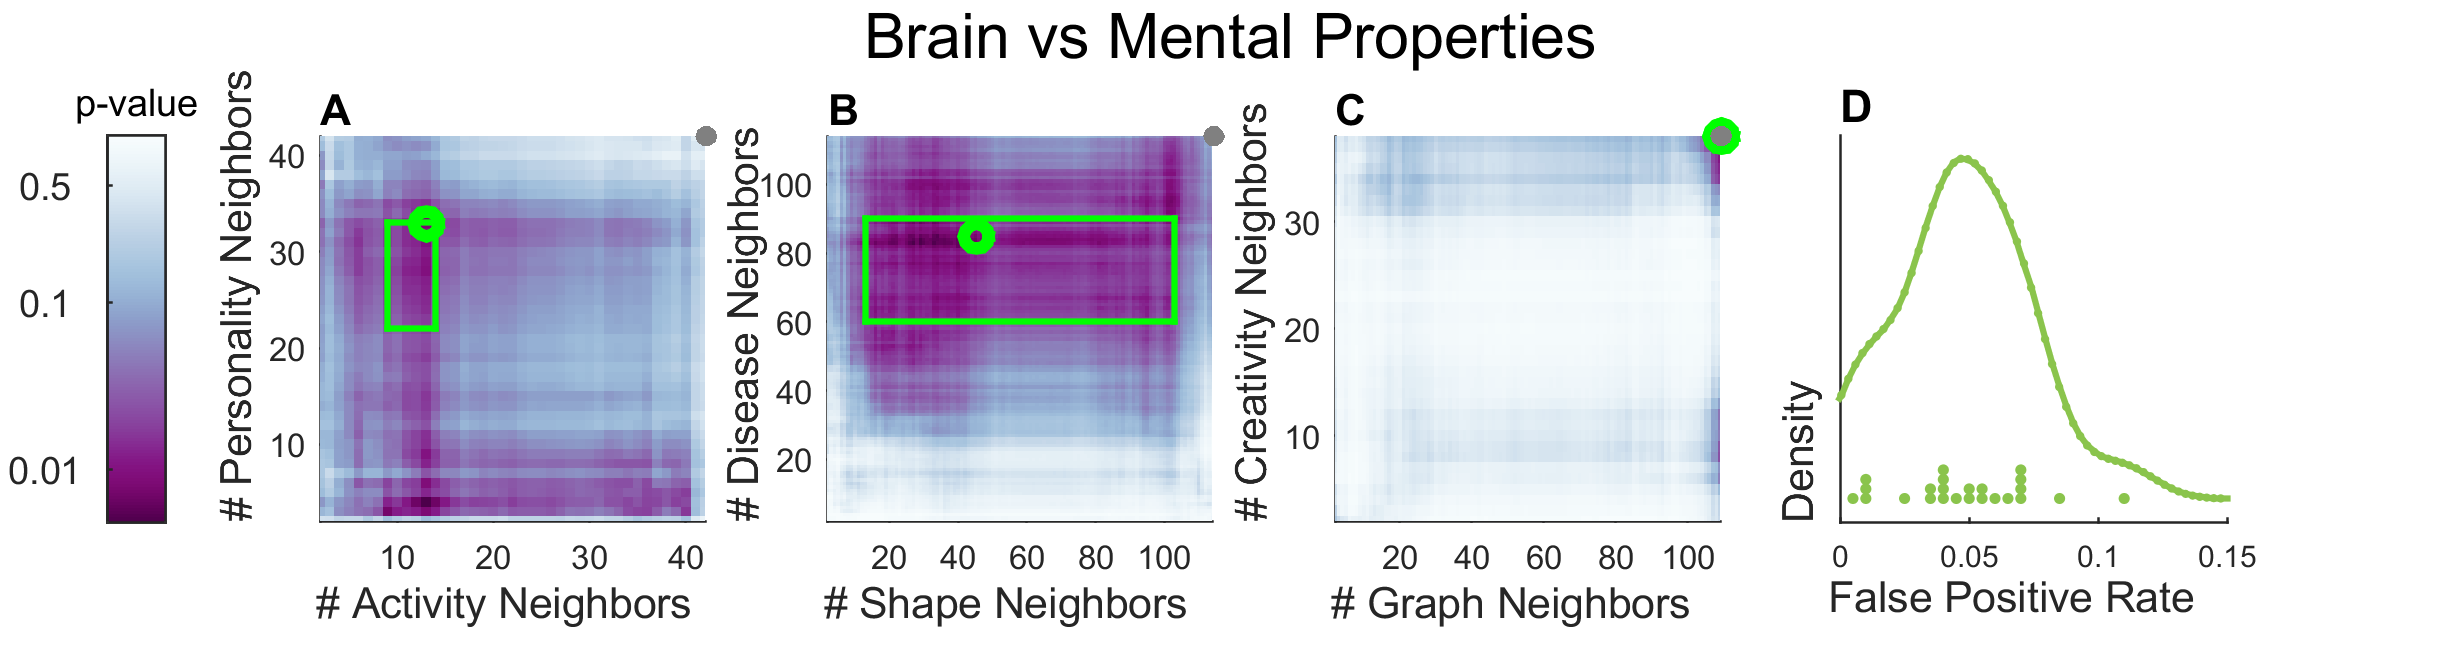 Brain vs Mental Properties
p-value
0.5
0.1
0.01
A
# Personality Neighbors
40
30
20
10
10 20 30 40
# Activity Neighbors
B
# Disease Neighbors
100
80
60
40
20
20 40 60 80 100
# Shape Neighbors
C
# Creativity Neighbors
30
20
10
20 40 60 80 100
# Graph Neighbors
D
Density
0 0.05 0.1 0.15
False Positive Rate